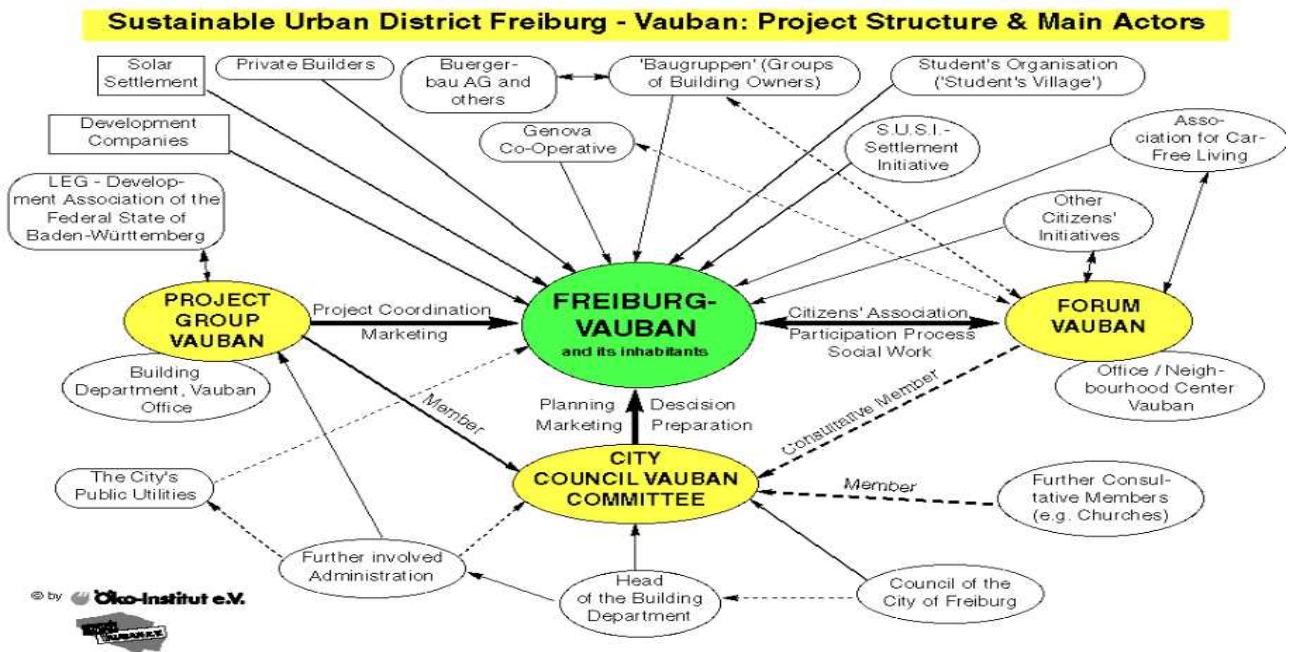 Sustainable Urban District Freiburg - Vauban: Project Structure & Main Actors
Solar
Settlement
Private Builders
Buerger-
bau AG and
others
'Baugruppen' (Groups
of Building Owners)
Student's Organisation
('Student's Village')
Development
Companies
Genova
Co-Operative
S.U.S.I.-
Settlement
Initiative
Asso-
ciation for Car-
Free Living
LEG - Develop-
ment Association of the
Federal State of
Baden-Württemberg
Other
Citizens'
Initiatives
PROJECT
GROUP
VAUBAN
Project Coordination
Marketing
FREIBURG-
VAUBAN
and its inhabitants
Citizens' Association
Participation Process
Social Work
FORUM
VAUBAN
Building
Department, Vauban
Office
Office / Neigh-
bourhood Center
Vauban
Member
Planning
Marketing
Descision
Preparation
Consultative Member
The City's
Public Utilities
CITY
COUNCIL VAUBAN
COMMITTEE
Member
Further Consul-
tative Members
(e.g. Churches)
Further involved
Administration
Head
of the Building
Department
Council of the
City of Freiburg
© by Öko-Institut e.V.